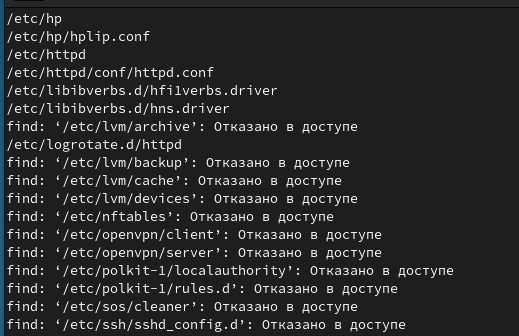 /etc/hp
/etc/hp/hplip.conf
/etc/httpd
/etc/httpd/conf/httpd.conf
/etc/libibverbs.d/hfi1verbs.driver
/etc/libibverbs.d/hns.driver
find: ‘/etc/lvm/archive’: Отказано в доступе
/etc/logrotate.d/httpd
find: ‘/etc/lvm/backup’: Отказано в доступе
find: ‘/etc/lvm/cache’: Отказано в доступе
find: ‘/etc/lvm/devices’: Отказано в доступе
find: ‘/etc/nftables’: Отказано в доступе
find: ‘/etc/openvpn/client’: Отказано в доступе
find: ‘/etc/openvpn/server’: Отказано в доступе
find: ‘/etc/polkit-1/localauthority’: Отказано в доступе
find: ‘/etc/polkit-1/rules.d’: Отказано в доступе
find: ‘/etc/sos/cleaner’: Отказано в доступе
find: ‘/etc/ssh/sshd_config.d’: Отказано в доступе